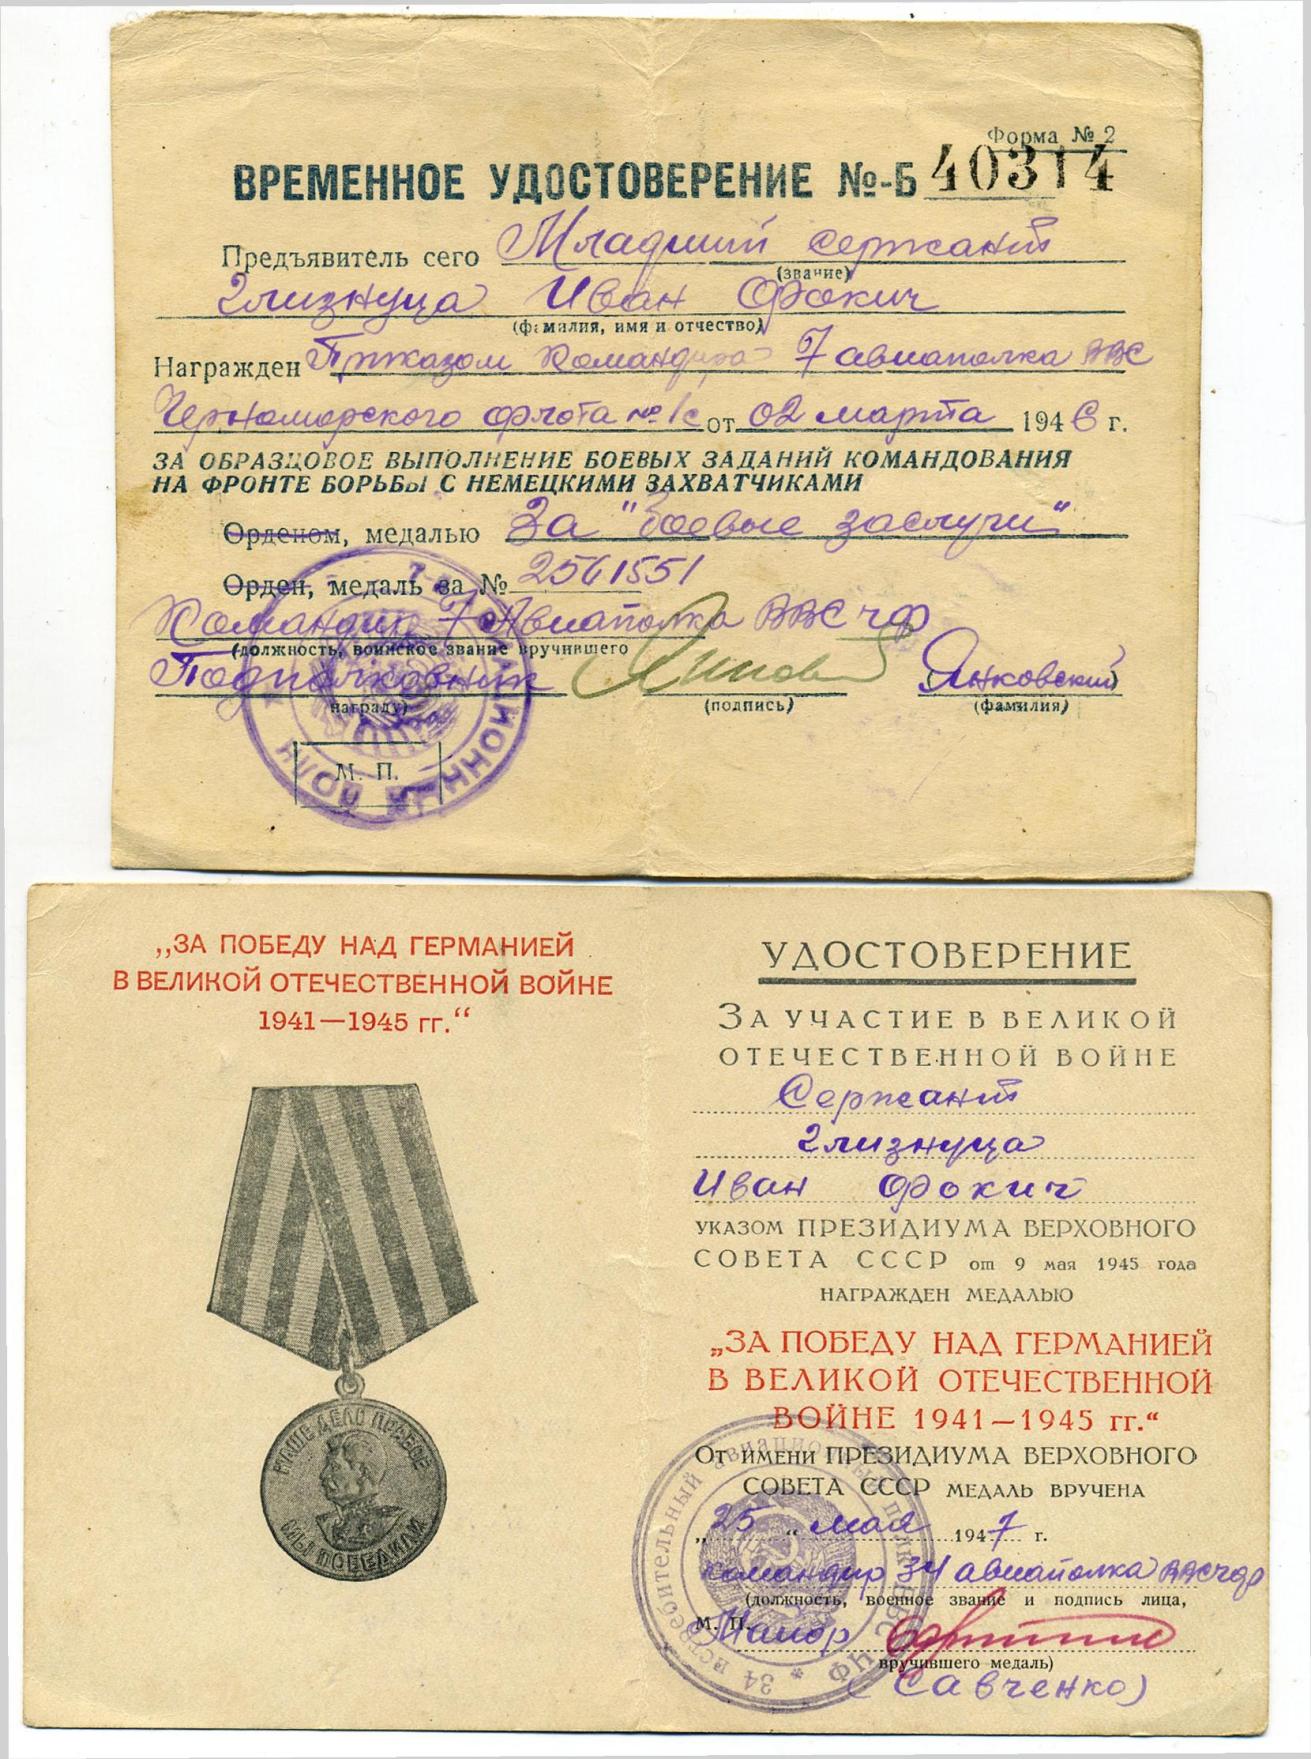 Форма № 2
ВРЕМЕННОЕ УДОСТОВЕРЕНИЕ №-Б 40314
Предъявитель сего Младший сержант
(звание)
Глизнуца Иван Фокич
(фамилия, имя и отчество)
Награжден Приказом Командира 7 авиаполка ВВС
Черноморского флота № 1с от 02 марта 1946 г.
ЗА ОБРАЗЦОВОЕ ВЫПОЛНЕНИЕ БОЕВЫХ ЗАДАНИЙ КОМАНДОВАНИЯ
НА ФРОНТЕ БОРЬБЫ С НЕМЕЦКИМИ ЗАХВАТЧИКАМИ
Орденом, медалью За "Боевые заслуги"
Орден, медаль за № 2561551
Командир 7 Авиаполка ВВС ЧФ
(должность, воинское звание вручившего
Подполковник Янковский
награду) (подпись) (фамилия)
М. П.
„ЗА ПОБЕДУ НАД ГЕРМАНИЕЙ
В ВЕЛИКОЙ ОТЕЧЕСТВЕННОЙ ВОЙНЕ
1941—1945 гг.“
НАШЕ ДЕЛО ПРАВОЕ
МЫ ПОБЕДИЛИ
УДОСТОВЕРЕНИЕ
ЗА УЧАСТИЕ В ВЕЛИКОЙ
ОТЕЧЕСТВЕННОЙ ВОЙНЕ
Сержант
Глизнуца
Иван Фокич
УКАЗОМ ПРЕЗИДИУМА ВЕРХОВНОГО
СОВЕТА СССР от 9 мая 1945 года
НАГРАЖДЕН МЕДАЛЬЮ
„ЗА ПОБЕДУ НАД ГЕРМАНИЕЙ
В ВЕЛИКОЙ ОТЕЧЕСТВЕННОЙ
ВОЙНЕ 1941—1945 гг.“
ОТ ИМЕНИ ПРЕЗИДИУМА ВЕРХОВНОГО
СОВЕТА СССР МЕДАЛЬ ВРУЧЕНА
„25“ мая 1947 г.
командир 34 авиаполка ВВС ЧФ
(должность, военное звание и подпись лица,
М. П. Майор
вручившего медаль)
(Савченко)
34 истребительный авиационный полк ВВС ЧФ